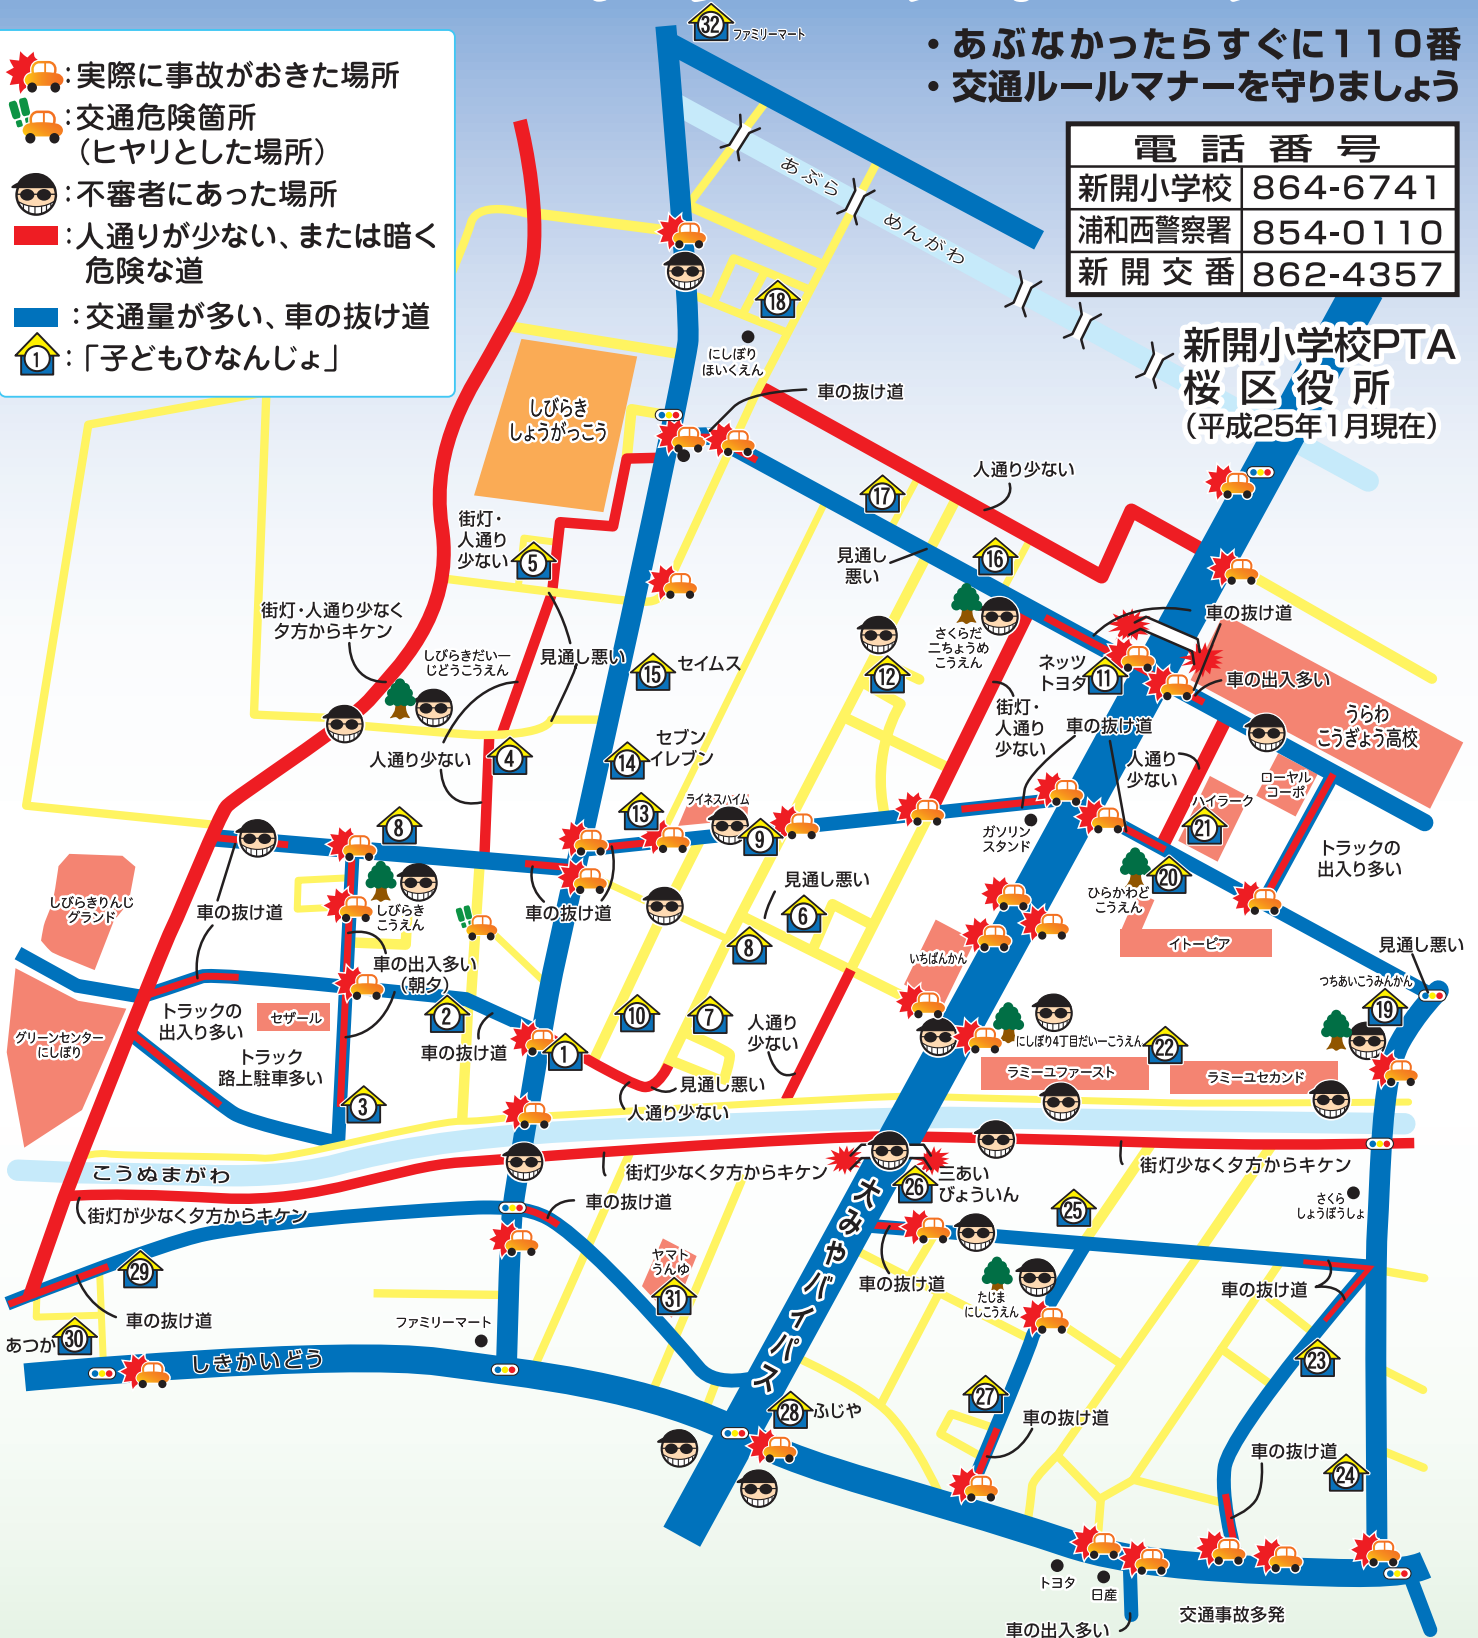 ：実際に事故がおきた場所
：交通危険箇所
（ヒヤリとした場所）
：不審者にあった場所
：人通りが少ない、または暗く
危険な道
：交通量が多い、車の抜け道
①：「子どもひなんじょ」
・あぶなかったらすぐに110番
・交通ルールマナーを守りましょう
電話番号
新開小学校 864-6741
浦和西警察署 854-0110
新開交番 862-4357
新開小学校PTA
桜区役所
（平成25年1月現在）
32 ファミリーマート
あぶら
めんがわ
18
にしぼり
ほいくえん
車の抜け道
しびらき
しょうがっこう
人通り少ない
17
16
街灯・
人通り
少ない
5
見通し
悪い
街灯・人通り少なく
夕方からキケン
しびらきだいー
じどうこうえん
見通し悪い
15 セイムス
12
さくらだ
二ちょうめ
こうえん
車の抜け道
ネッツ
トヨタ
11
車の出入多い
うらわ
こうぎょう高校
街灯・
人通り
少ない
車の抜け道
人通り
少ない
人通り少ない
4
14
セブン
イレブン
13
ライネスハイム
9
8
ガソリン
スタンド
ハイラーク
21
ローヤル
コーポ
トラックの
出入り多い
しびらきりんじ
グランド
車の抜け道
しびらき
こうえん
車の抜け道
見通し悪い
6
8
ひらかわど
こうえん
20
イトーピア
見通し悪い
つちあいこうみんかん
19
車の出入多い
（朝夕）
いちばんかん
グリーンセンター
にしぼり
トラックの
出入り多い
セザール
2
車の抜け道
トラック
路上駐車多い
3
1
10
7
人通り
少ない
見通し悪い
人通り少ない
にしぼり4丁目だいーこうえん
22
ラミーユファースト
ラミーユセカンド
こうぬまがわ
街灯少なく夕方からキケン
街灯少なく夕方からキケン
街灯が少なく夕方からキケン
車の抜け道
26
三あい
びょういん
25
さくら
しょうぼうしょ
大みやバイパス
29
車の抜け道
あつか 30
ヤマト
うんゆ
31
車の抜け道
たじま
にしこうえん
車の抜け道
ファミリーマート
しきかいどう
23
27
28 ふじや
車の抜け道
車の抜け道
24
トヨタ
日産
交通事故多発
車の出入多い